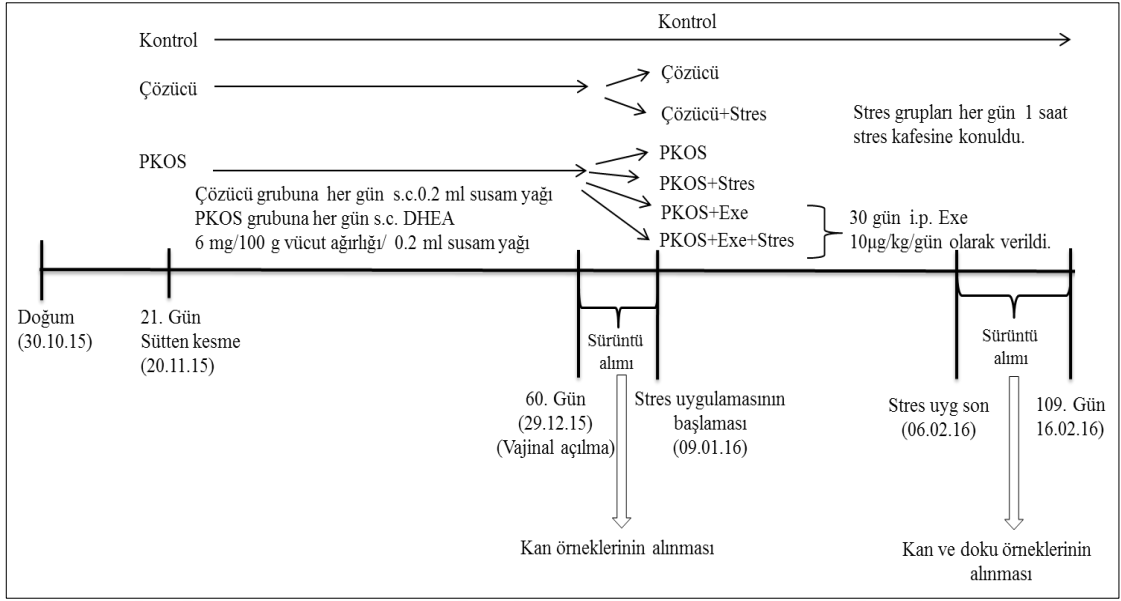 Kontrol
Kontrol
Çözücü
Çözücü
Çözücü+Stres
Stres grupları her gün 1 saat
stres kafesine konuldu.
PKOS
PKOS
PKOS+Stres
PKOS+Exe
PKOS+Exe+Stres
Çözücü grubuna her gün s.c.0.2 ml susam yağı
PKOS grubuna her gün s.c. DHEA
6 mg/100 g vücut ağırlığı/ 0.2 ml susam yağı
30 gün i.p. Exe
10µg/kg/gün olarak verildi.
Doğum
(30.10.15)
21. Gün
Sütten kesme
(20.11.15)
Sürüntü
alımı
60. Gün
(29.12.15)
(Vajinal açılma)
Stres uygulamasının
başlaması
(09.01.16)
Sürüntü
alımı
Stres uyg son
(06.02.16)
109. Gün
16.02.16)
Kan örneklerinin alınması
Kan ve doku örneklerinin
alınması